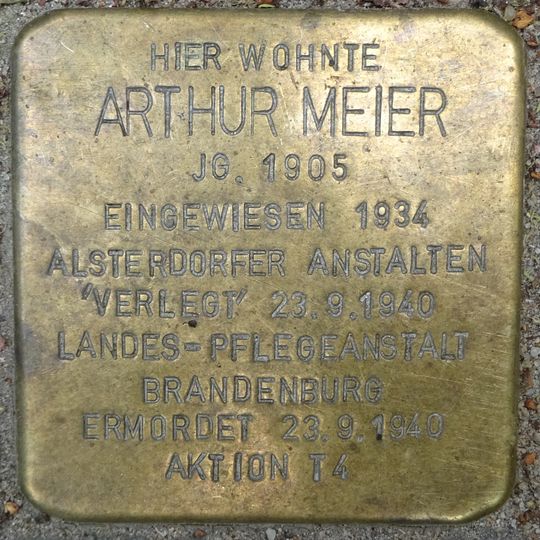 HIER WOHNTE
ARTHUR MEIER
JG. 1905
EINGEWIESEN 1934
ALSTERDORFER ANSTALTEN
'VERLEGT' 23.9.1940
LANDES-PFLEGEANSTALT
BRANDENBURG
ERMORDET 23.9.1940
AKTION T4